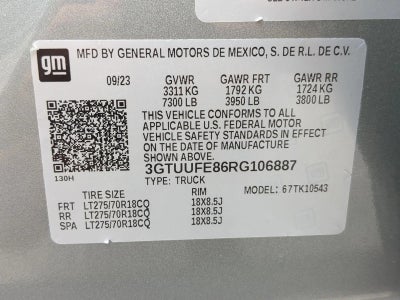 gm
MFD BY GENERAL MOTORS DE MEXICO, S. DE R.L. DE C.V.
09/23 GVWR GAWR FRT GAWR RR
3311 KG 1792 KG 1724 KG
7300 LB 3950 LB 3800 LB
THIS VEHICLE CONFORMS TO ALL
APPLICABLE U.S. FEDERAL MOTOR
VEHICLE SAFETY STANDARDS IN EFFECT
ON THE DATE OF MANUFACTURE
SHOWN ABOVE.
3GTUUFE86RG106887
130H TYPE: TRUCK
MODEL: 67TK10543
TIRE SIZE RIM
FRT LT275/70R18CQ 18X8.5J
RR LT275/70R18CQ 18X8.5J
SPA LT275/70R18CQ 18X8.5J